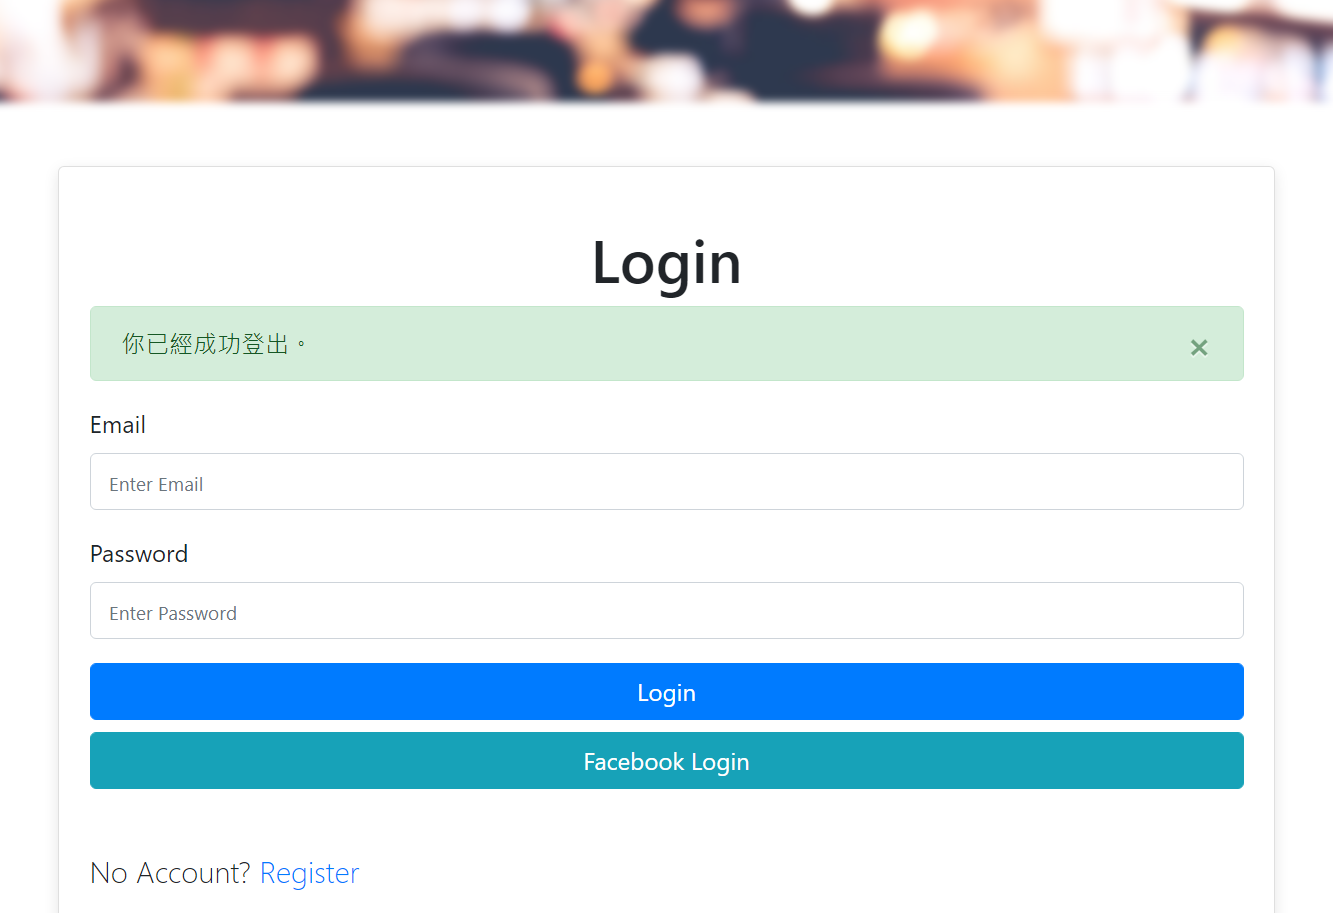 Login
你已經成功登出。
×
Email
Enter Email
Password
Enter Password
Login
Facebook Login
No Account? Register